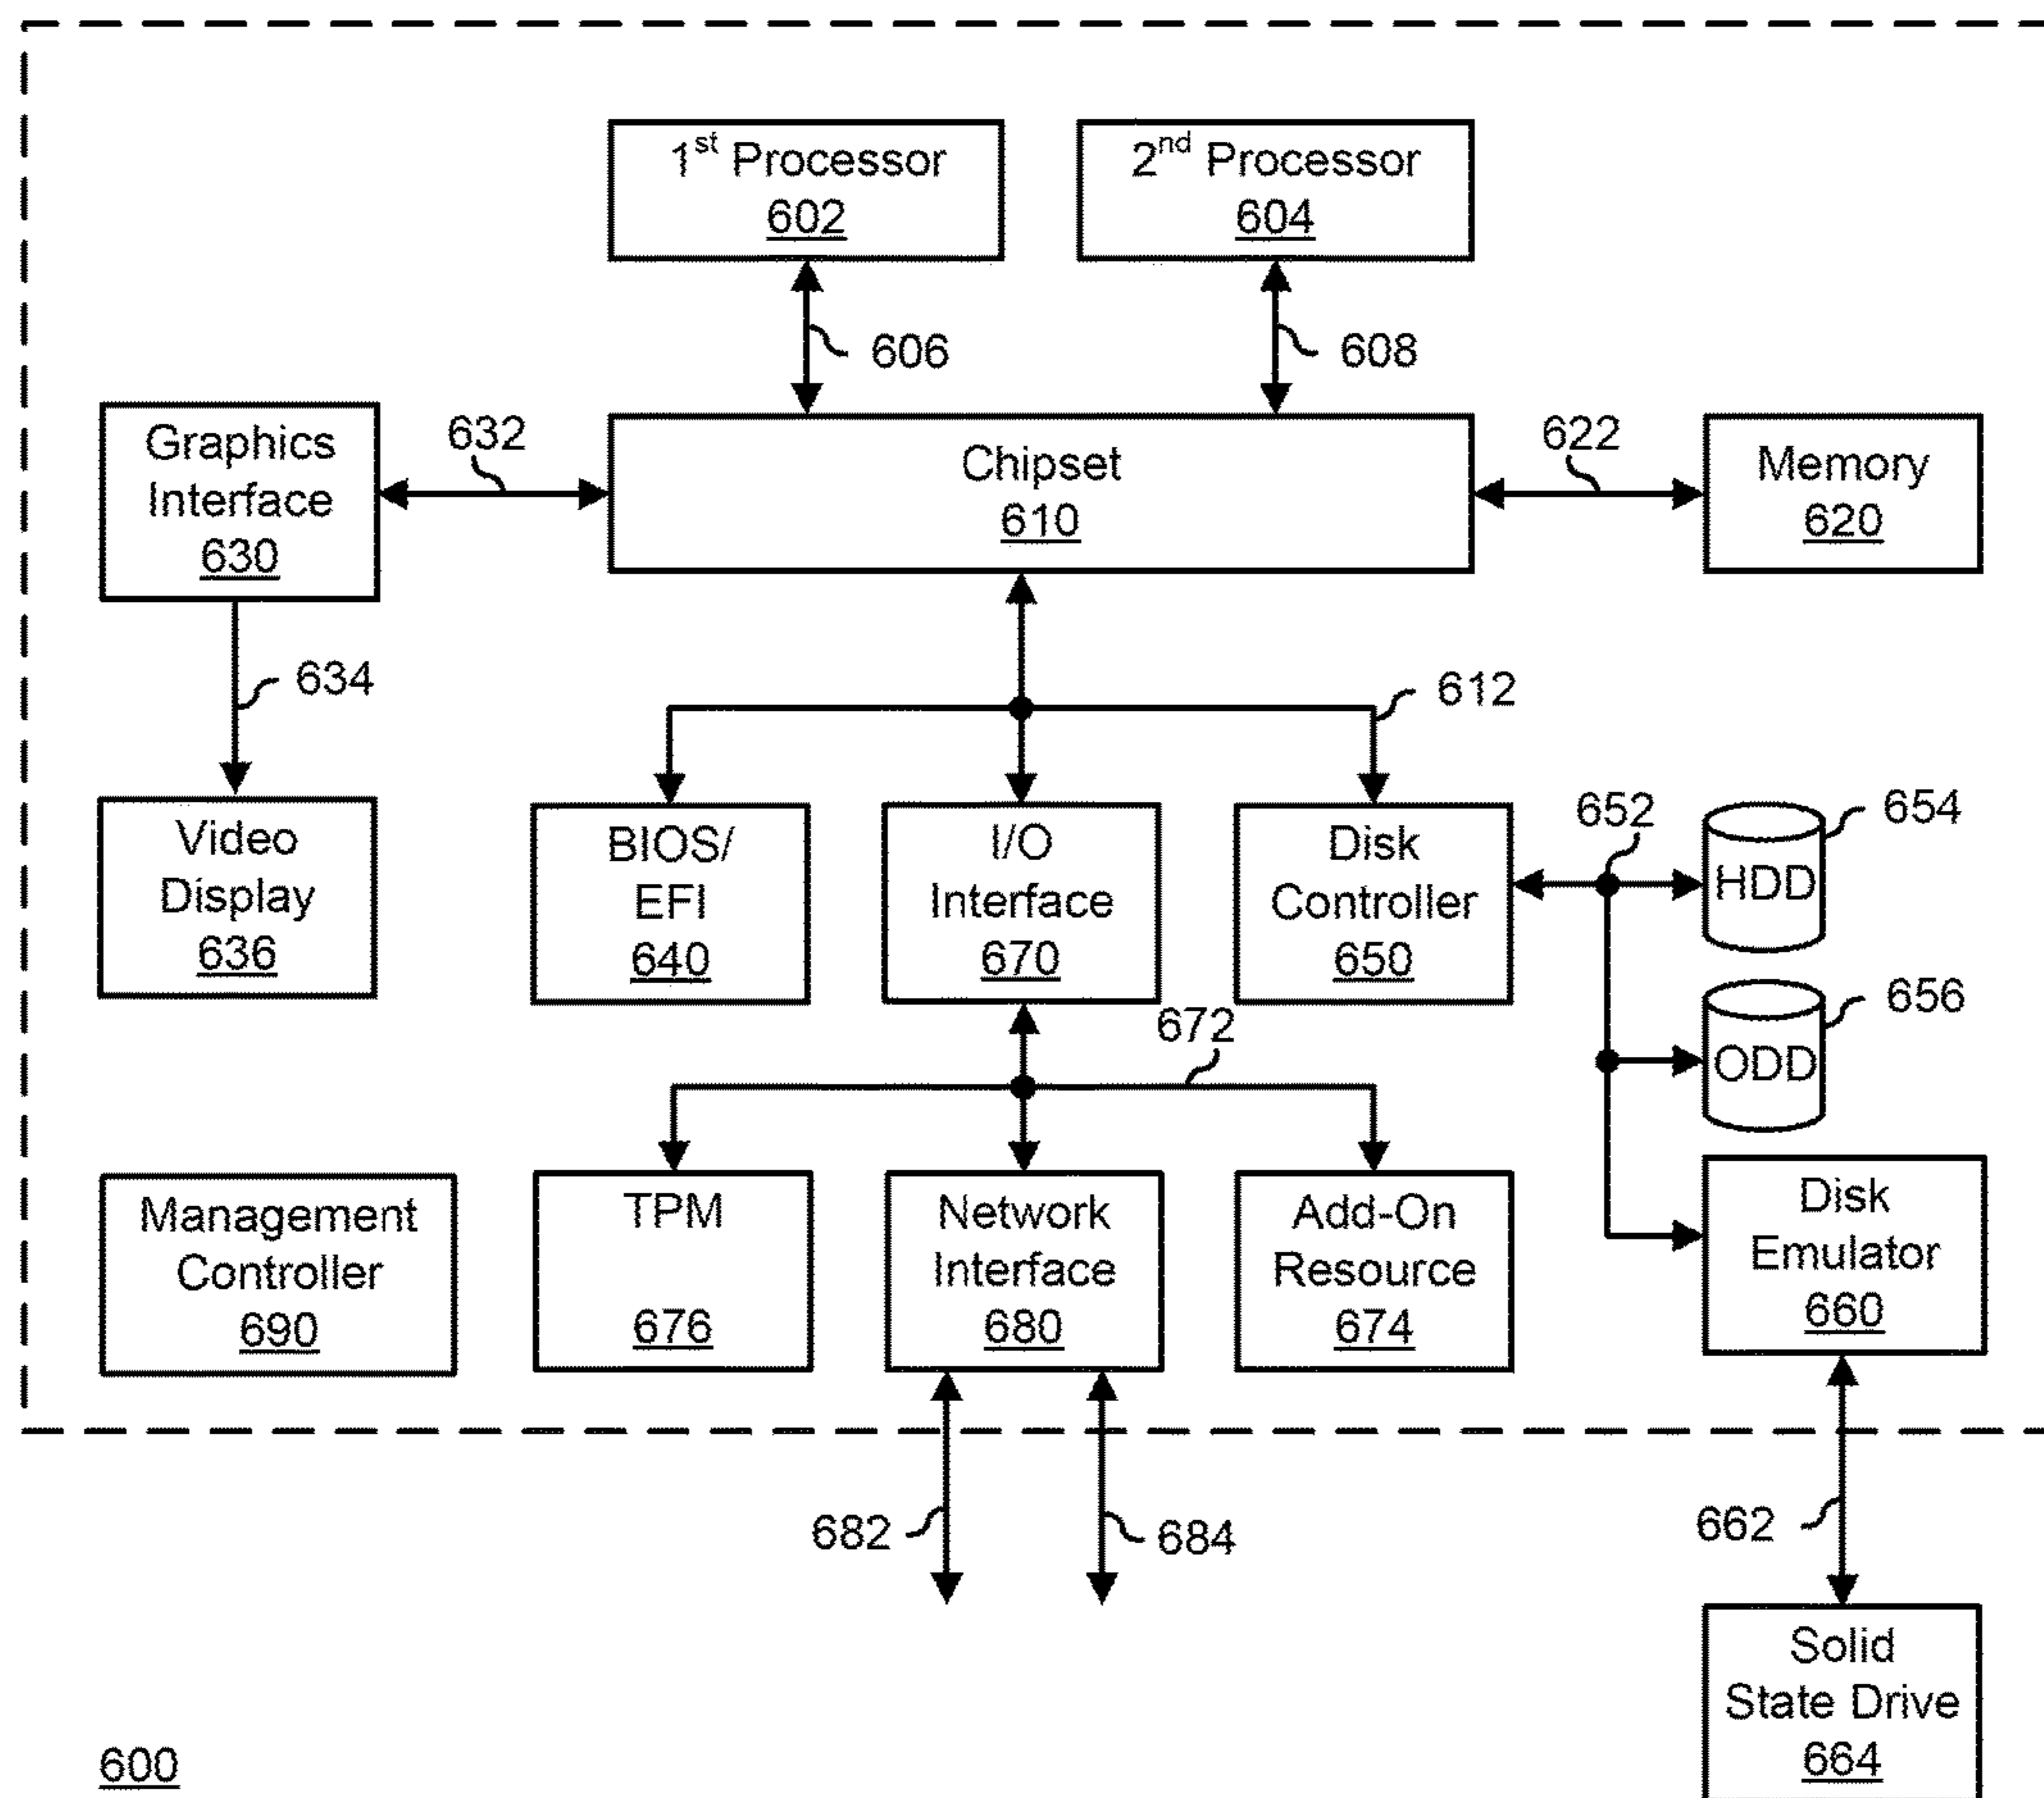 1st Processor
602
2nd Processor
604
606
608
Graphics
Interface
630
632
Chipset
610
622
Memory
620
634
612
Video
Display
636
BIOS/
EFI
640
I/O
Interface
670
Disk
Controller
650
652
654
HDD
656
ODD
672
Management
Controller
690
TPM
676
Network
Interface
680
Add-On
Resource
674
Disk
Emulator
660
682
684
662
Solid
State Drive
664
600